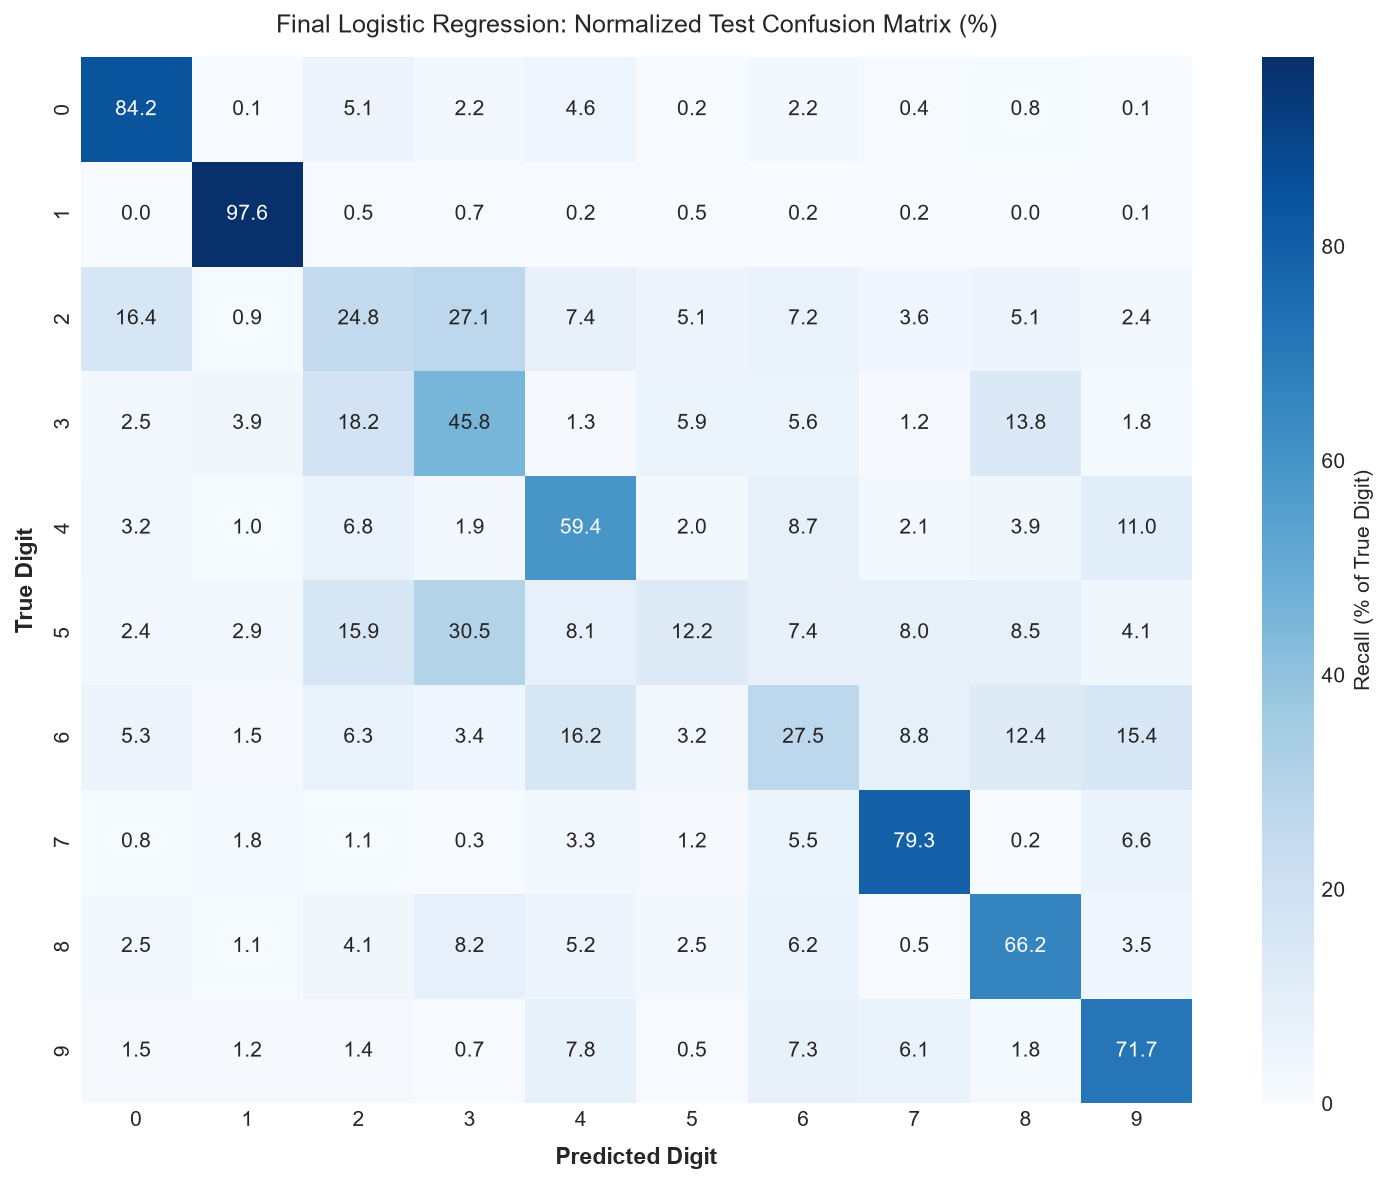 Final Logistic Regression: Normalized Test Confusion Matrix (%)
0 84.2 0.1 5.1 2.2 4.6 0.2 2.2 0.4 0.8 0.1
1 0.0 97.6 0.5 0.7 0.2 0.5 0.2 0.2 0.0 0.1
2 16.4 0.9 24.8 27.1 7.4 5.1 7.2 3.6 5.1 2.4
3 2.5 3.9 18.2 45.8 1.3 5.9 5.6 1.2 13.8 1.8
4 3.2 1.0 6.8 1.9 59.4 2.0 8.7 2.1 3.9 11.0
5 2.4 2.9 15.9 30.5 8.1 12.2 7.4 8.0 8.5 4.1
6 5.3 1.5 6.3 3.4 16.2 3.2 27.5 8.8 12.4 15.4
7 0.8 1.8 1.1 0.3 3.3 1.2 5.5 79.3 0.2 6.6
8 2.5 1.1 4.1 8.2 5.2 2.5 6.2 0.5 66.2 3.5
9 1.5 1.2 1.4 0.7 7.8 0.5 7.3 6.1 1.8 71.7
0 1 2 3 4 5 6 7 8 9
Predicted Digit
True Digit
80
60
40
20
0
Recall (% of True Digit)